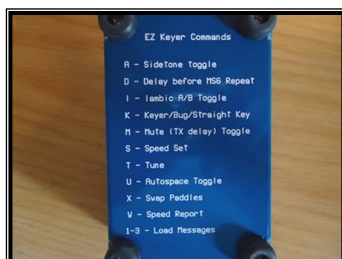 EZ Keyer Commands
A - Sidetone Toggle
D - Delay before MSG Repeat
I - Iambic A/B Toggle
K - Keyer/Bug/Straight Key
M - Mute (TX delay) Toggle
S - Speed Set
T - Tune
U - Autospace Toggle
X - Swap Paddles
W - Speed Report
1-3 - Load Messages